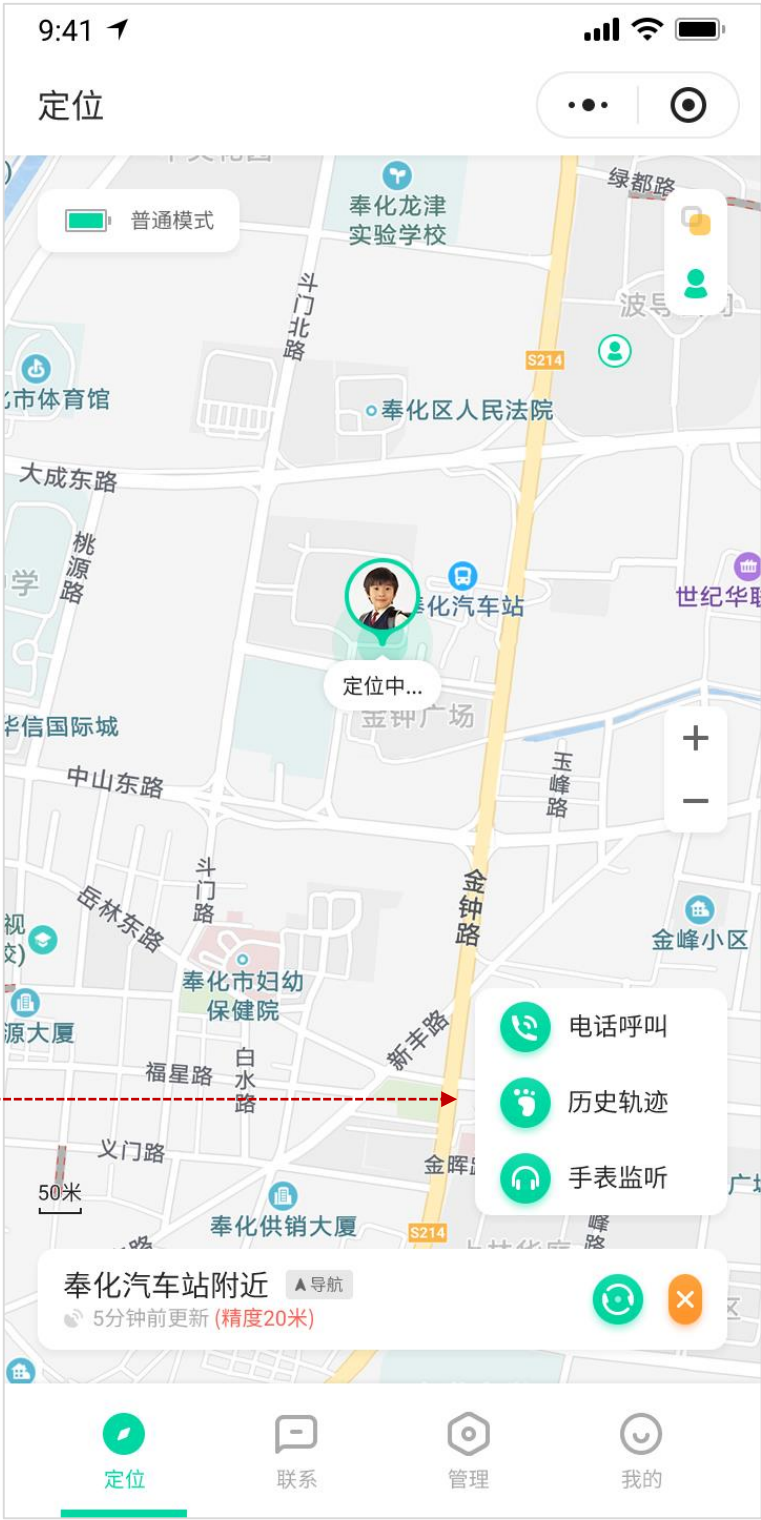 9:41
定位
绿都路
奉化龙津
实验学校
普通模式
斗门北路
S214
市体育馆
奉化区人民法院
大成东路
桃源路
学
化汽车站
世纪华联
定位中...
金钟广场
华信国际城
中山东路
玉峰路
斗门路
金钟路
岳林东路
视
金峰小区
奉化市妇幼
保健院
源大厦
新丰路
电话呼叫
福星路
白水路
历史轨迹
义门路
金晖
手表监听
50米
奉化供销大厦
S214
峰路
奉化汽车站附近
导航
5分钟前更新 (精度20米)
区
定位
联系
管理
我的